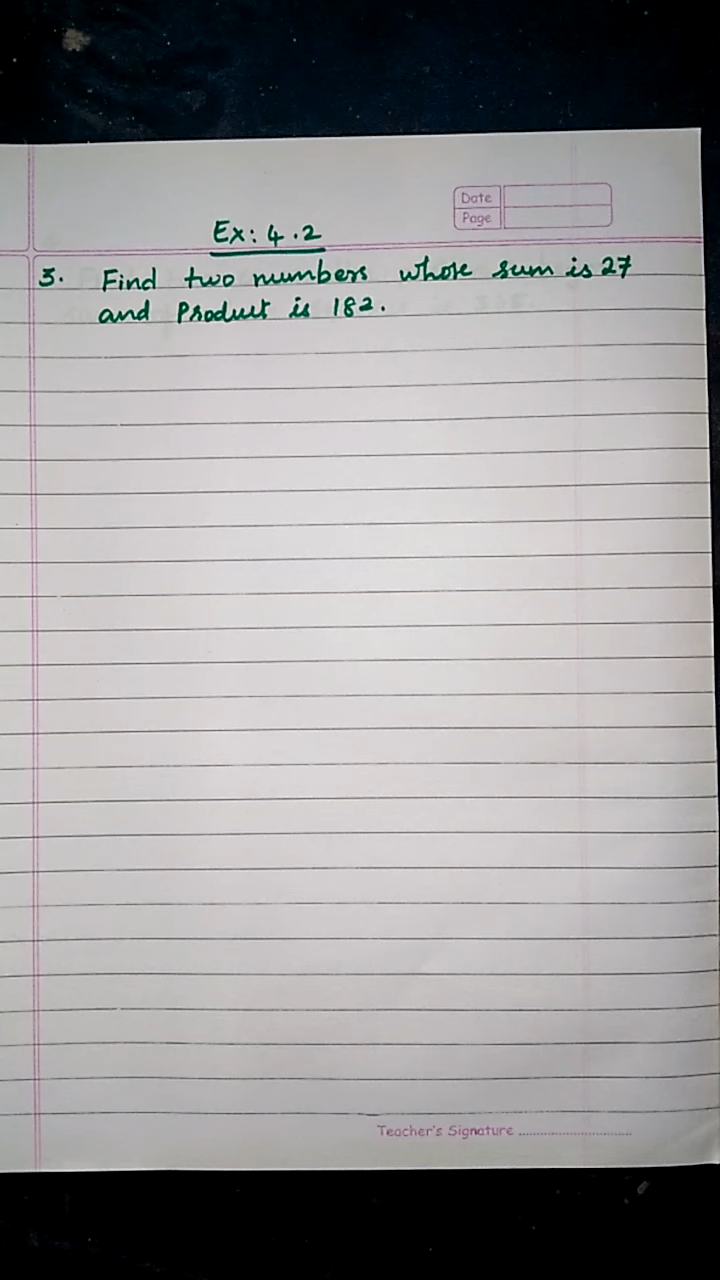 Date
Page
Ex: 4.2
3. Find two numbers whose sum is 27
and Product is 182.
Teacher's Signature ................................